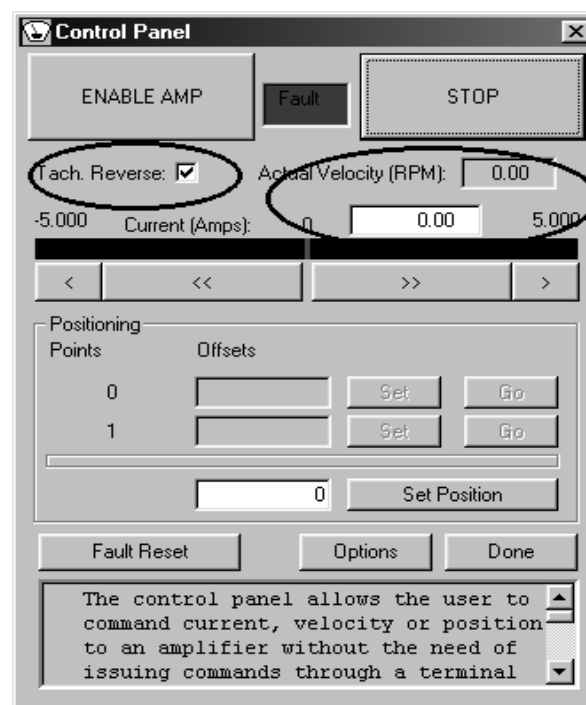 Control Panel
ENABLE AMP Fault STOP
Tach. Reverse: Actual Velocity (RPM): 0.00
-5.000 Current (Amps): 0 0.00 5.000
< << >> >
Positioning
Points Offsets
0 Set Go
1 Set Go
0 Set Position
Fault Reset Options Done
The control panel allows the user to
command current, velocity or position
to an amplifier without the need of
issuing commands through a terminal